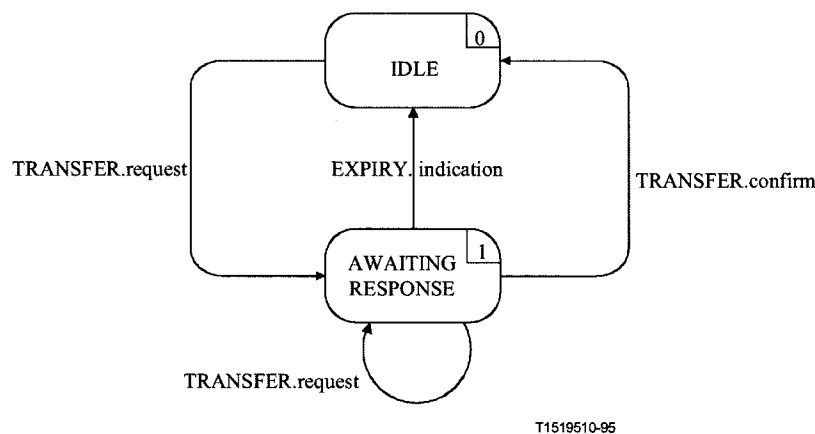 0
IDLE
TRANSFER.request
EXPIRY. indication
TRANSFER.confirm
1
AWAITING
RESPONSE
TRANSFER.request
T1519510-95